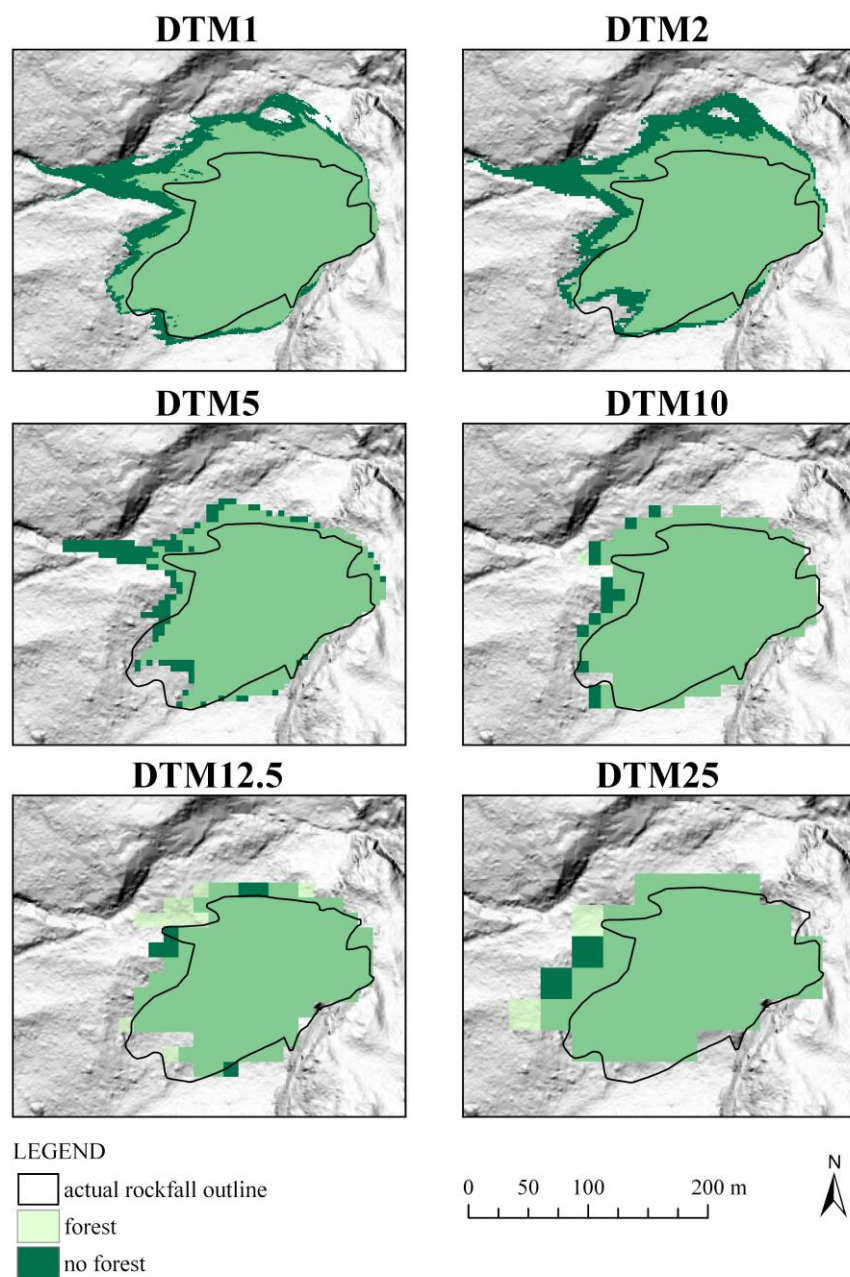 DTM1
DTM2
DTM5
DTM10
DTM12.5
DTM25
LEGEND
actual rockfall outline
forest
no forest
0 50 100 200 m
N